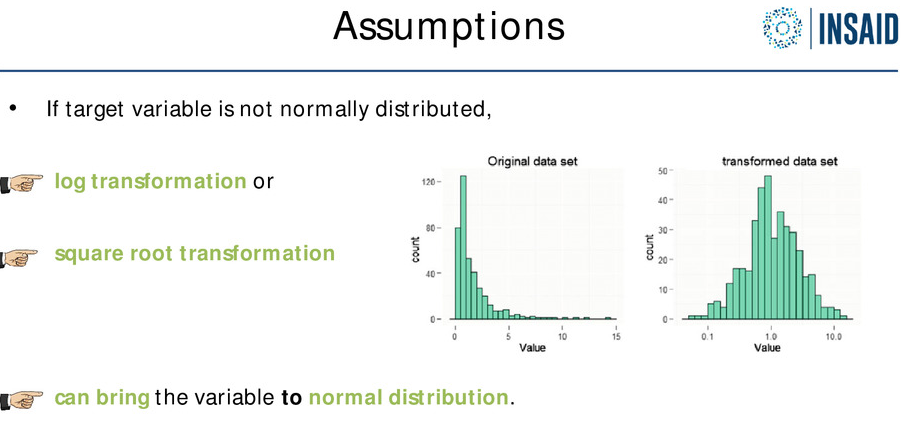 Assumptions
INSAID
• If target variable is not normally distributed,
log transformation or
square root transformation
Original data set
120
80
40
0
count
0 5 10 15
Value
transformed data set
50
40
30
20
10
0
count
0.1 1.0 10.0
Value
can bring the variable to normal distribution.